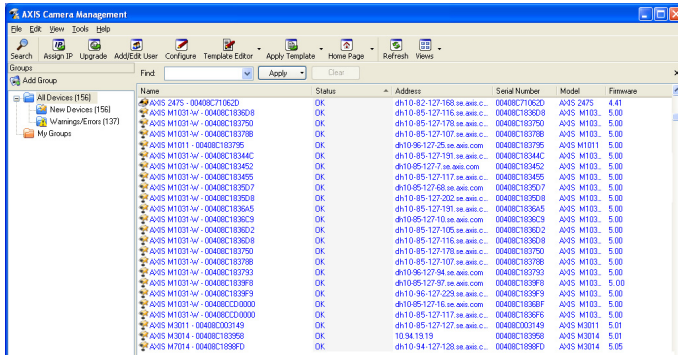 AXIS Camera Management
File Edit View Tools Help
Search Assign IP Upgrade Add/Edit User Configure Template Editor Apply Template Home Page Refresh Views
Groups
Find: Apply Clear
Add Group
Name Status Address Serial Number Model Firmware
All Devices (156)
New Devices (156)
Warnings/Errors (137)
My Groups
AXIS 247S - 00408C71062D OK dh10-82-127-168.se.axis.c... 00408C71062D AXIS 247S 4.41
AXIS M1031-W - 00408C1836D8 OK dh10-85-127-116.se.axis.c... 00408C1836D8 AXIS M103... 5.00
AXIS M1031-W - 00408C183750 OK dh10-85-127-178.se.axis.c... 00408C183750 AXIS M103... 5.00
AXIS M1031-W - 00408C18378B OK dh10-85-127-107.se.axis.c... 00408C18378B AXIS M103... 5.00
AXIS M1011 - 00408C183795 OK dh10-96-127-25.se.axis.com 00408C183795 AXIS M1011 5.00
AXIS M1031-W - 00408C18344C OK dh10-85-127-191.se.axis.c... 00408C18344C AXIS M103... 5.00
AXIS M1031-W - 00408C183452 OK dh10-85-127-7.se.axis.com 00408C183452 AXIS M103... 5.00
AXIS M1031-W - 00408C183455 OK dh10-85-127-117.se.axis.c... 00408C183455 AXIS M103... 5.00
AXIS M1031-W - 00408C1835D7 OK dh10-85-127-68.se.axis.com 00408C1835D7 AXIS M103... 5.00
AXIS M1031-W - 00408C1835D8 OK dh10-85-127-202.se.axis.c... 00408C1835D8 AXIS M103... 5.00
AXIS M1031-W - 00408C1836A5 OK dh10-85-127-191.se.axis.c... 00408C1836A5 AXIS M103... 5.00
AXIS M1031-W - 00408C1836C9 OK dh10-85-127-10.se.axis.com 00408C1836C9 AXIS M103... 5.00
AXIS M1031-W - 00408C1836D2 OK dh10-85-127-105.se.axis.c... 00408C1836D2 AXIS M103... 5.00
AXIS M1031-W - 00408C1836D8 OK dh10-85-127-116.se.axis.c... 00408C1836D8 AXIS M103... 5.00
AXIS M1031-W - 00408C183750 OK dh10-85-127-178.se.axis.c... 00408C183750 AXIS M103... 5.00
AXIS M1031-W - 00408C18378B OK dh10-85-127-107.se.axis.c... 00408C18378B AXIS M103... 5.00
AXIS M1031-W - 00408C183793 OK dh10-96-127-94.se.axis.com 00408C183793 AXIS M103... 5.00
AXIS M1031-W - 00408C1839F8 OK dh10-85-127-97.se.axis.com 00408C1839F8 AXIS M103... 5.00
AXIS M1031-W - 00408C1839F9 OK dh10-96-127-229.se.axis.c... 00408C1839F9 AXIS M103... 5.00
AXIS M1031-W - 00408CCD0000 OK dh10-85-127-16.se.axis.com 00408C1836BF AXIS M103... 5.00
AXIS M1031-W - 00408CCD0000 OK dh10-85-127-117.se.axis.c... 00408C1836F6 AXIS M103... 5.00
AXIS M3011 - 00408C003149 OK dh10-85-127-127.se.axis.c... 00408C003149 AXIS M3011 5.01
AXIS M3014 - 00408C183958 OK 10.94.19.19 00408C183958 AXIS M3014 5.01
AXIS M7014 - 00408C1898FD OK dh10-94-127-128.se.axis.c... 00408C1898FD AXIS M3014 5.05